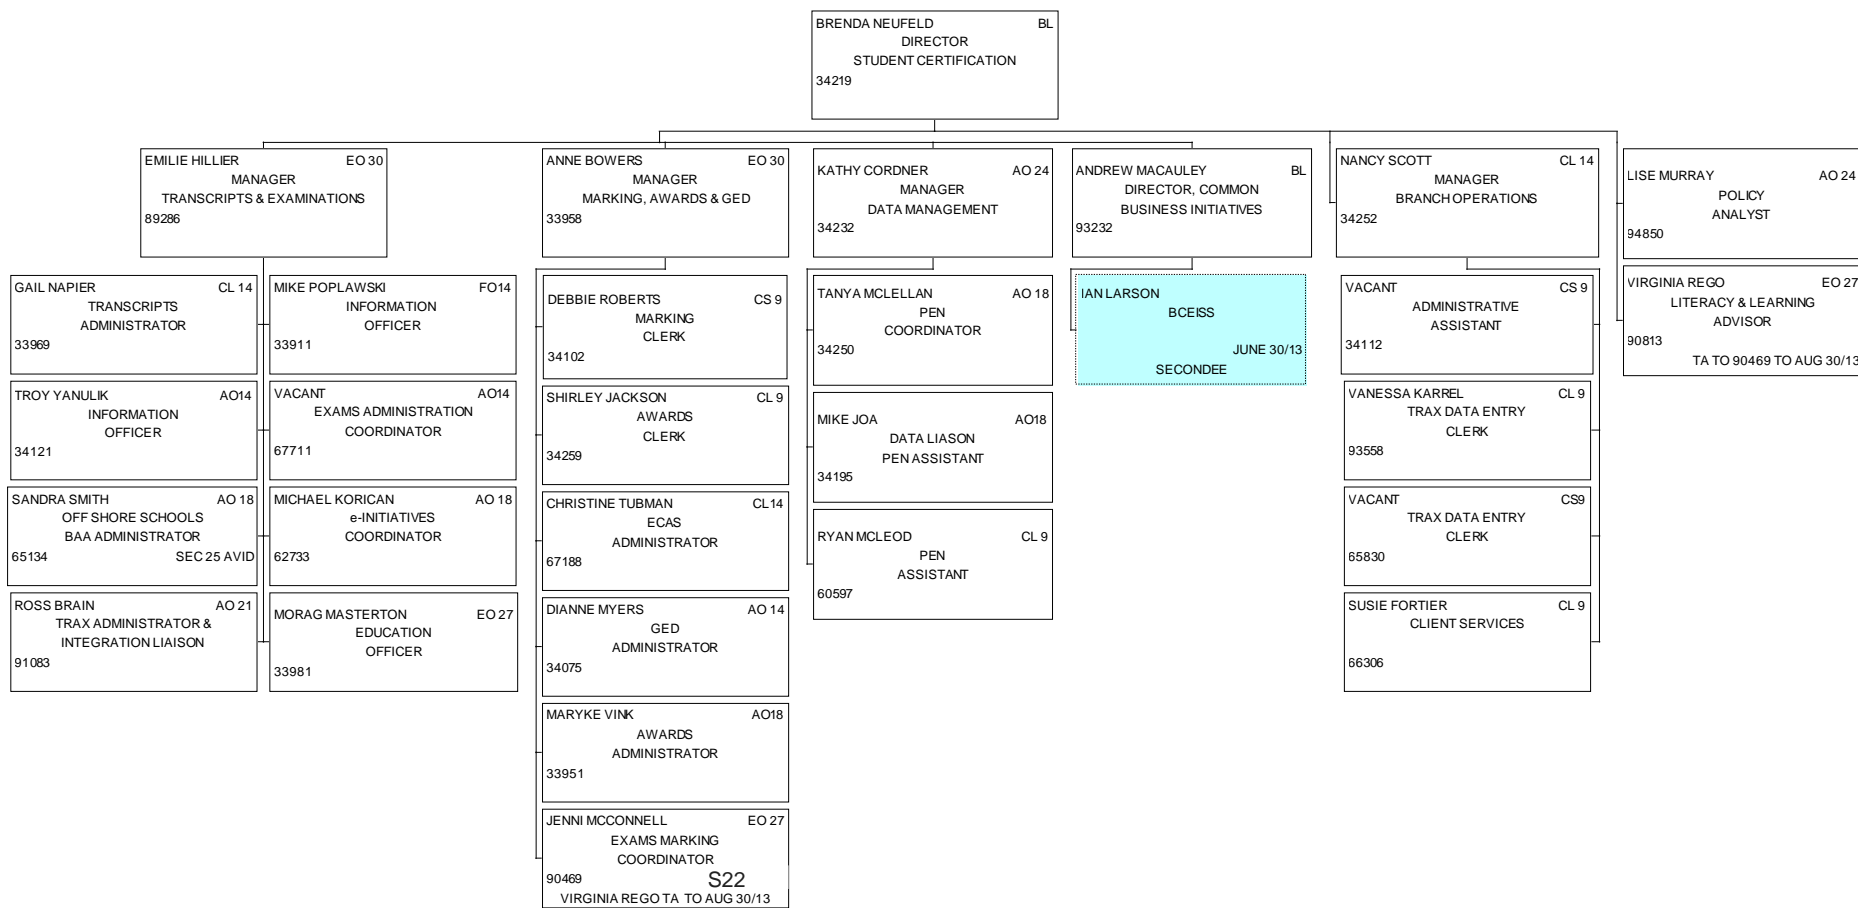 BRENDA NEUFELD BL
DIRECTOR
STUDENT CERTIFICATION
34219
EMILIE HILLIER EO 30
MANAGER
TRANSCRIPTS & EXAMINATIONS
89286
ANNE BOWERS EO 30
MANAGER
MARKING, AWARDS & GED
33958
KATHY CORDNER AO 24
MANAGER
DATA MANAGEMENT
34232
ANDREW MACAULEY BL
DIRECTOR, COMMON
BUSINESS INITIATIVES
93232
NANCY SCOTT CL 14
MANAGER
BRANCH OPERATIONS
34252
LISE MURRAY AO 24
POLICY
ANALYST
94850
GAIL NAPIER CL 14
TRANSCRIPTS
ADMINISTRATOR
33969
MIKE POPLAWSKI FO14
INFORMATION
OFFICER
33911
DEBBIE ROBERTS CS 9
MARKING
CLERK
34102
TANYA MCLELLAN AO 18
PEN
COORDINATOR
34250
IAN LARSON
BCEISS
JUNE 30/13
SECONDEE
VACANT CS 9
ADMINISTRATIVE
ASSISTANT
34112
VIRGINIA REGO EO 27
LITERACY & LEARNING
ADVISOR
90813
TA TO 90469 TO AUG 30/13
TROY YANULIK AO14
INFORMATION
OFFICER
34121
VACANT AO14
EXAMS ADMINISTRATION
COORDINATOR
67711
SHIRLEY JACKSON CL 9
AWARDS
CLERK
34259
MIKE JOA AO18
DATA LIASON
PEN ASSISTANT
34195
VANESSA KARREL CL 9
TRAX DATA ENTRY
CLERK
93558
SANDRA SMITH AO 18
OFF SHORE SCHOOLS
BAA ADMINISTRATOR
65134 SEC 25 AVID
MICHAEL KORICAN AO 18
e-INITIATIVES
COORDINATOR
62733
CHRISTINE TUBMAN CL14
ECAS
ADMINISTRATOR
67188
RYAN MCLEOD CL 9
PEN
ASSISTANT
60597
VACANT CS9
TRAX DATA ENTRY
CLERK
65830
ROSS BRAIN AO 21
TRAX ADMINISTRATOR &
INTEGRATION LIAISON
91083
MORAG MASTERTON EO 27
EDUCATION
OFFICER
33981
DIANNE MYERS AO 14
GED
ADMINISTRATOR
34075
SUSIE FORTIER CL 9
CLIENT SERVICES
66306
MARYKE VINK AO18
AWARDS
ADMINISTRATOR
33951
JENNI MCCONNELL EO 27
EXAMS MARKING
COORDINATOR
90469 S22
VIRGINIA REGO TA TO AUG 30/13